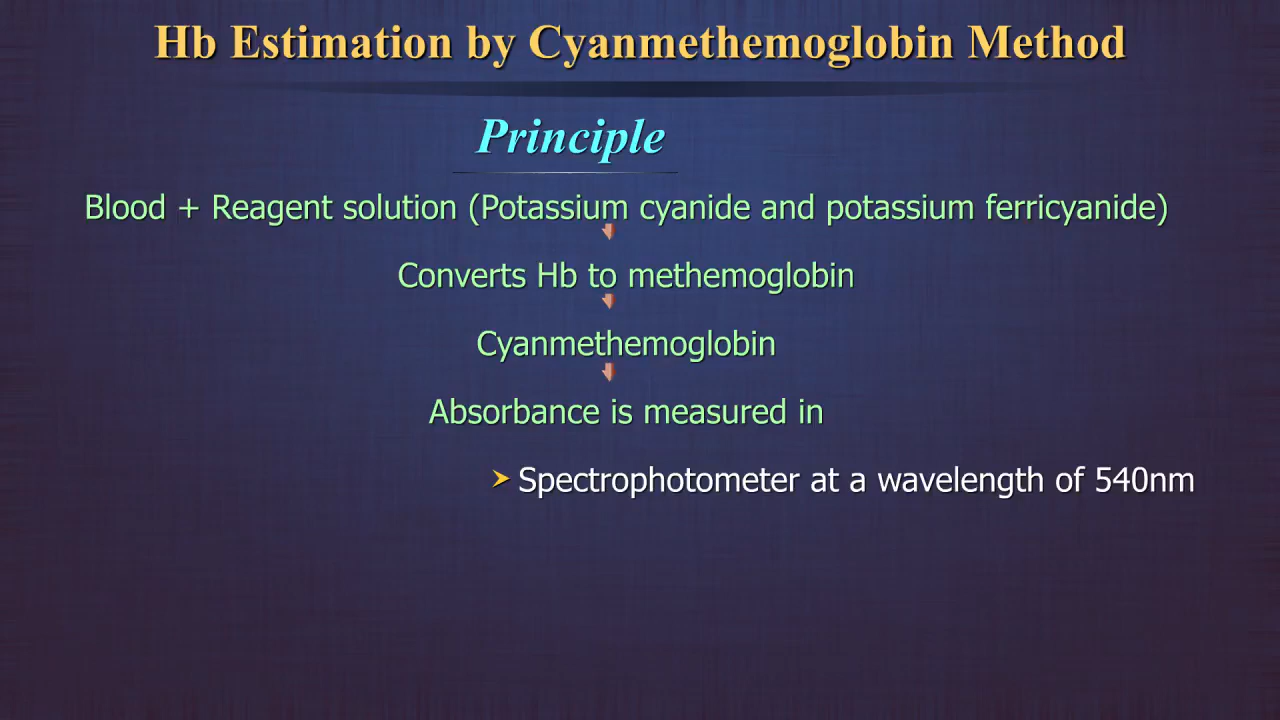 Hb Estimation by Cyanmethemoglobin Method
Principle
Blood + Reagent solution (Potassium cyanide and potassium ferricyanide)
Converts Hb to methemoglobin
Cyanmethemoglobin
Absorbance is measured in
➤ Spectrophotometer at a wavelength of 540nm